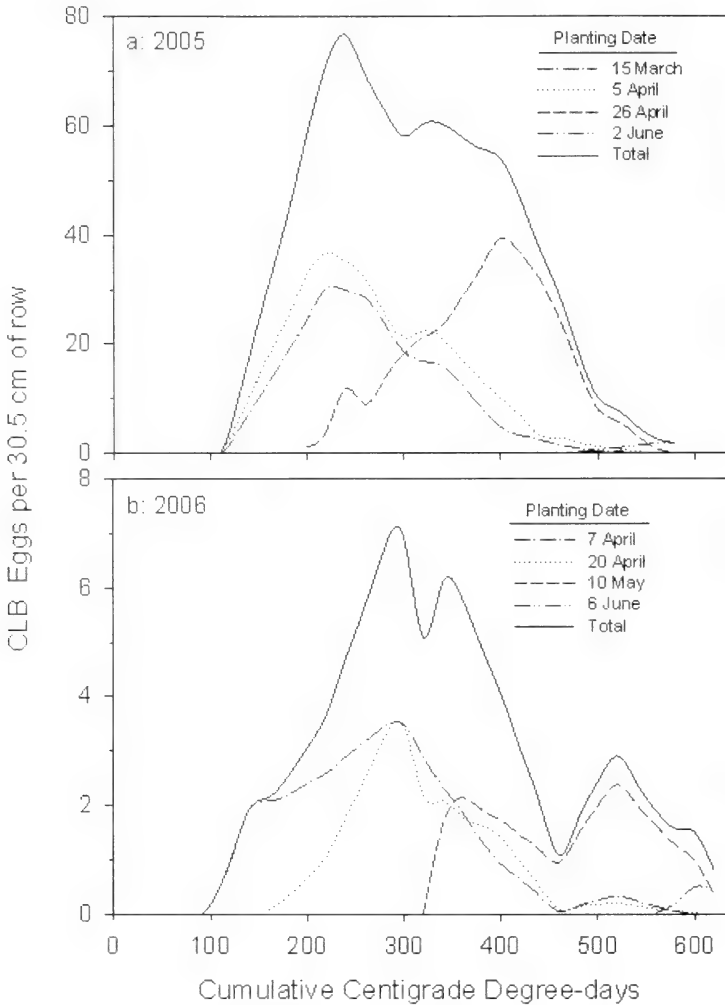 a: 2005
Planting Date
15 March
5 April
26 April
2 June
Total
80
60
40
20
0
b: 2006
Planting Date
7 April
20 April
10 May
6 June
Total
8
6
4
2
0
0 100 200 300 400 500 600
CLB Eggs per 30.5 cm of row
Cumulative Centigrade Degree-days